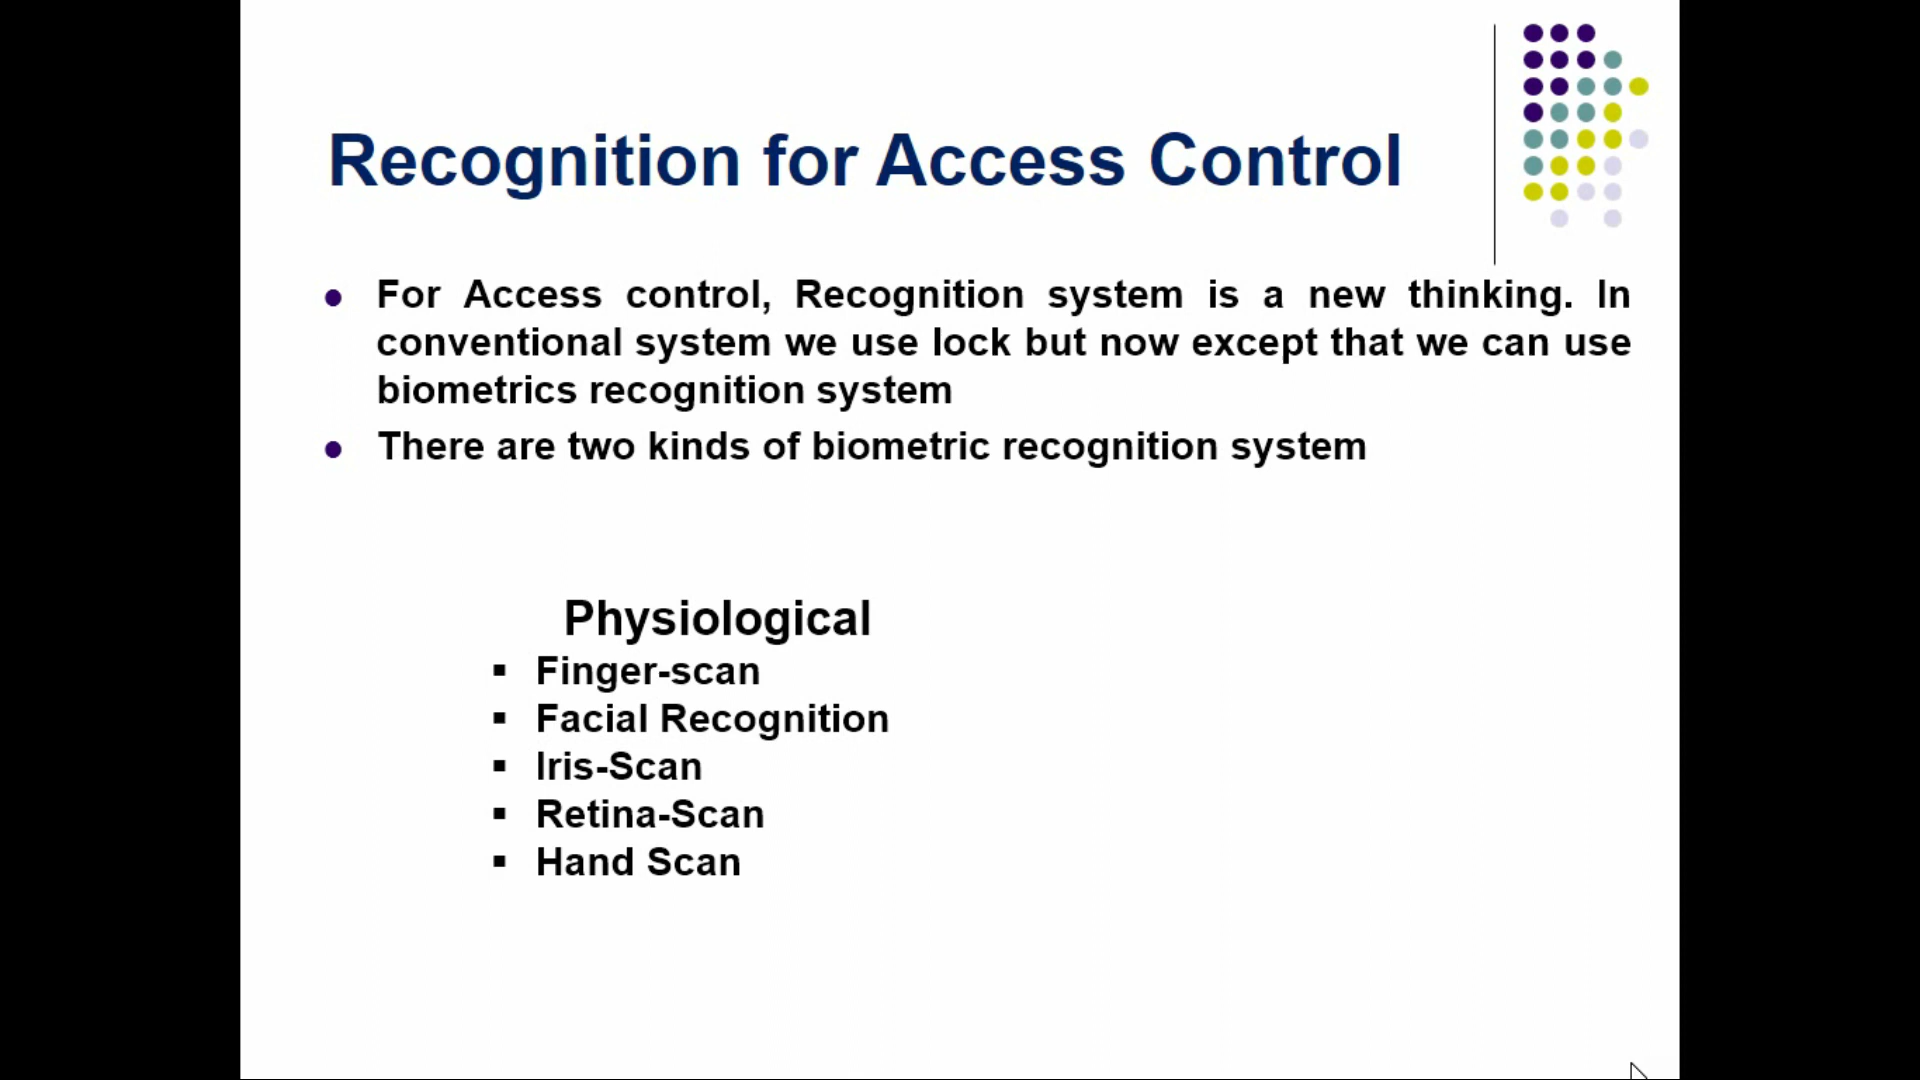 Recognition for Access Control
For Access control, Recognition system is a new thinking. In
conventional system we use lock but now except that we can use
biometrics recognition system
There are two kinds of biometric recognition system
Physiological
Finger-scan
Facial Recognition
Iris-Scan
Retina-Scan
Hand Scan